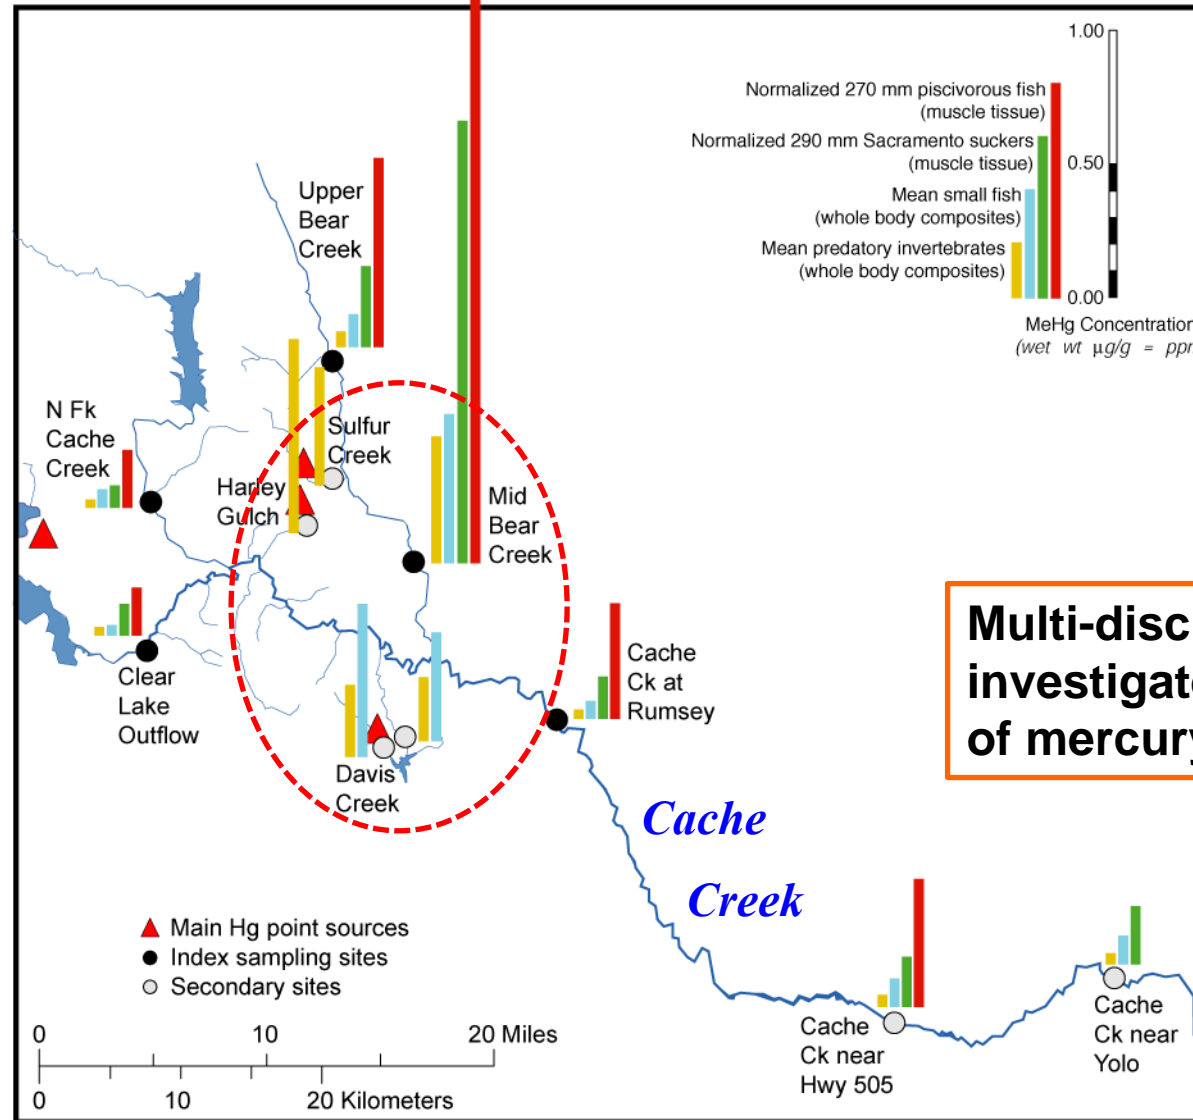 1.00
Normalized 270 mm piscivorous fish
(muscle tissue)
Normalized 290 mm Sacramento suckers
(muscle tissue)
0.50
Mean small fish
(whole body composites)
Mean predatory invertebrates
(whole body composites)
0.00
MeHg Concentration
(wet wt µg/g = ppm
Upper
Bear
Creek
N Fk
Cache
Creek
Sulfur
Creek
Harley
Gulch
Mid
Bear
Creek
Clear
Lake
Outflow
Davis
Creek
Cache
Ck at
Rumsey
Multi-disc
investigate
of mercury
Cache
Creek
Main Hg point sources
Index sampling sites
Secondary sites
0 10 20 Miles
0 10 20 Kilometers
Cache
Ck near
Hwy 505
Cache
Ck near
Yolo